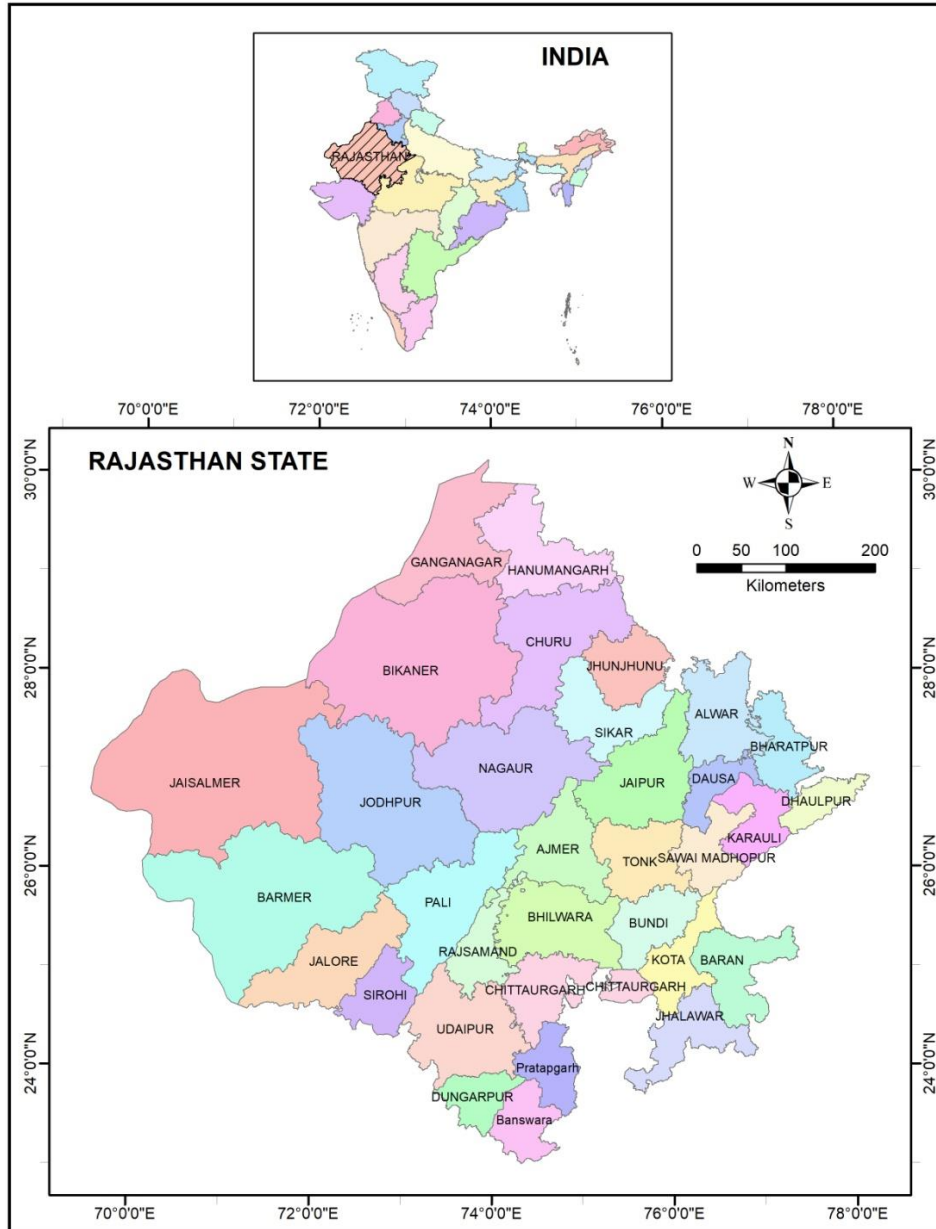 INDIA
RAJASTHAN
70°0'0"E 72°0'0"E 74°0'0"E 76°0'0"E 78°0'0"E
RAJASTHAN STATE
N
W E
S
30°0'0"N 30°0'0"N
0 50 100 200
Kilometers
GANGANAGAR
HANUMANGARH
CHURU
BIKANER
JHUNJHUNU
28°0'0"N 28°0'0"N
ALWAR
SIKAR
BHARATPUR
NAGAUR
JAISALMER
JAIPUR
DAUSA
JODHPUR
DHAULPUR
KARAULI
AJMER
TONK
SAWAI MADHOPUR
26°0'0"N 26°0'0"N
BARMER
PALI
BHILWARA
BUNDI
RAJSAMAND
KOTA
BARAN
JALORE
SIROHI
CHITTAURGARH
CHITTAURGARH
JHALAWAR
UDAIPUR
24°0'0"N 24°0'0"N
Pratapgarh
DUNGARPUR
Banswara
70°0'0"E 72°0'0"E 74°0'0"E 76°0'0"E 78°0'0"E